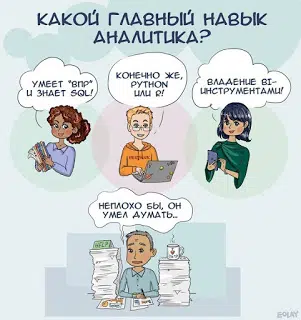 КАКОЙ ГЛАВНЫЙ НАВЫК
АНАЛИТИКА?
УМЕЕТ "ВПР"
И ЗНАЕТ SQL!
КОНЕЧНО ЖЕ,
PYTHON
ИЛИ R!
ВЛАДЕНИЕ BI-
ИНСТРУМЕНТАМИ!
НЕПЛОХО БЫ, ОН
УМЕЛ ДУМАТЬ...
HELP